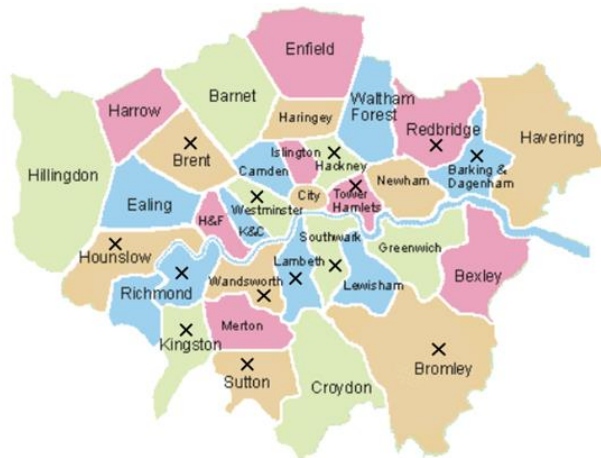 Enfield
Barnet
Harrow
Haringey
Waltham
Forest
Redbridge
Havering
Brent
Islington
Hackney
Camden
Barking &
Dagenham
Hillingdon
Newham
City
Tower
Hamlets
Ealing
Westminster
H&F
K&C
Southwark
Greenwich
Hounslow
Lambeth
Bexley
Richmond
Wandsworth
Lewisham
Merton
Kingston
Bromley
Sutton
Croydon